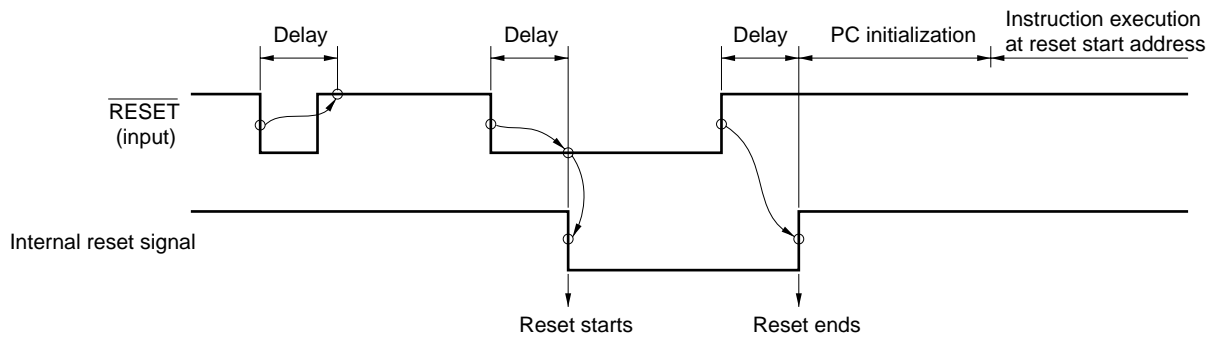 Delay
Delay
Delay
PC initialization
Instruction execution
at reset start address
RESET
(input)
Internal reset signal
Reset starts
Reset ends